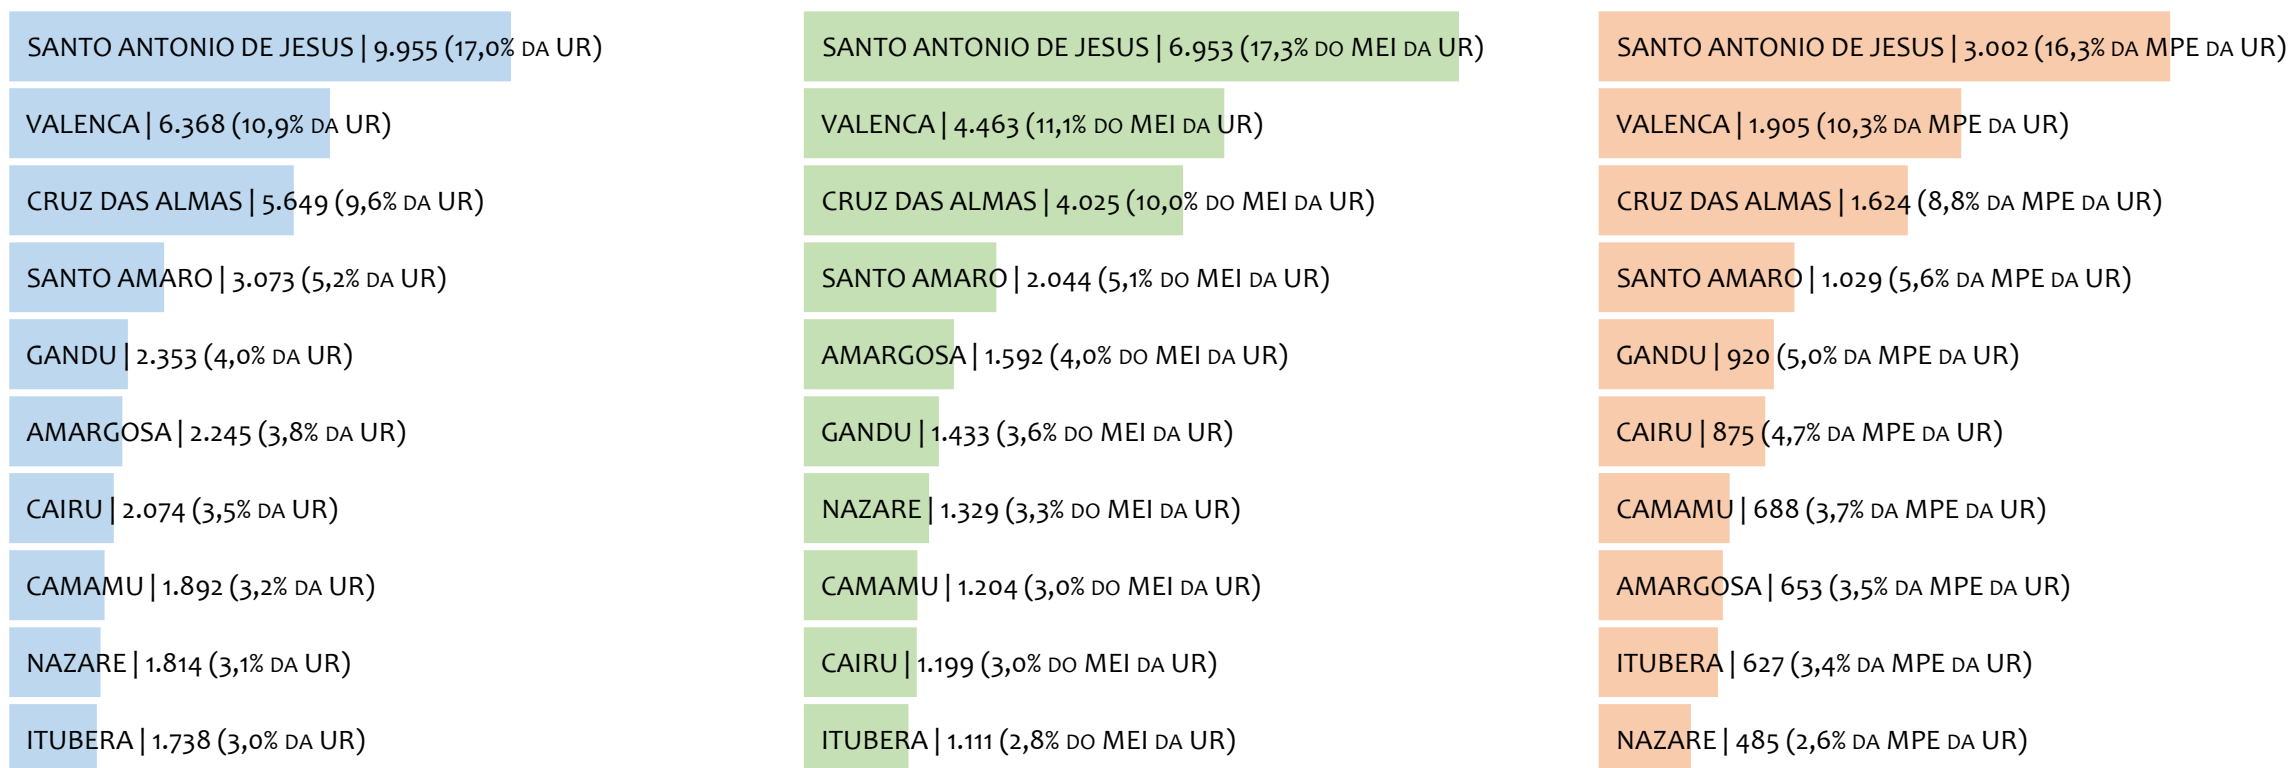 SANTO ANTONIO DE JESUS | 9.955 (17,0% DA UR)
VALENCA | 6.368 (10,9% DA UR)
CRUZ DAS ALMAS | 5.649 (9,6% DA UR)
SANTO AMARO | 3.073 (5,2% DA UR)
GANDU | 2.353 (4,0% DA UR)
AMARGOSA | 2.245 (3,8% DA UR)
CAIRU | 2.074 (3,5% DA UR)
CAMAMU | 1.892 (3,2% DA UR)
NAZARE | 1.814 (3,1% DA UR)
ITUBERA | 1.738 (3,0% DA UR)
SANTO ANTONIO DE JESUS | 6.953 (17,3% DO MEI DA UR)
VALENCA | 4.463 (11,1% DO MEI DA UR)
CRUZ DAS ALMAS | 4.025 (10,0% DO MEI DA UR)
SANTO AMARO | 2.044 (5,1% DO MEI DA UR)
AMARGOSA | 1.592 (4,0% DO MEI DA UR)
GANDU | 1.433 (3,6% DO MEI DA UR)
NAZARE | 1.329 (3,3% DO MEI DA UR)
CAMAMU | 1.204 (3,0% DO MEI DA UR)
CAIRU | 1.199 (3,0% DO MEI DA UR)
ITUBERA | 1.111 (2,8% DO MEI DA UR)
SANTO ANTONIO DE JESUS | 3.002 (16,3% DA MPE DA UR)
VALENCA | 1.905 (10,3% DA MPE DA UR)
CRUZ DAS ALMAS | 1.624 (8,8% DA MPE DA UR)
SANTO AMARO | 1.029 (5,6% DA MPE DA UR)
GANDU | 920 (5,0% DA MPE DA UR)
CAIRU | 875 (4,7% DA MPE DA UR)
CAMAMU | 688 (3,7% DA MPE DA UR)
AMARGOSA | 653 (3,5% DA MPE DA UR)
ITUBERA | 627 (3,4% DA MPE DA UR)
NAZARE | 485 (2,6% DA MPE DA UR)